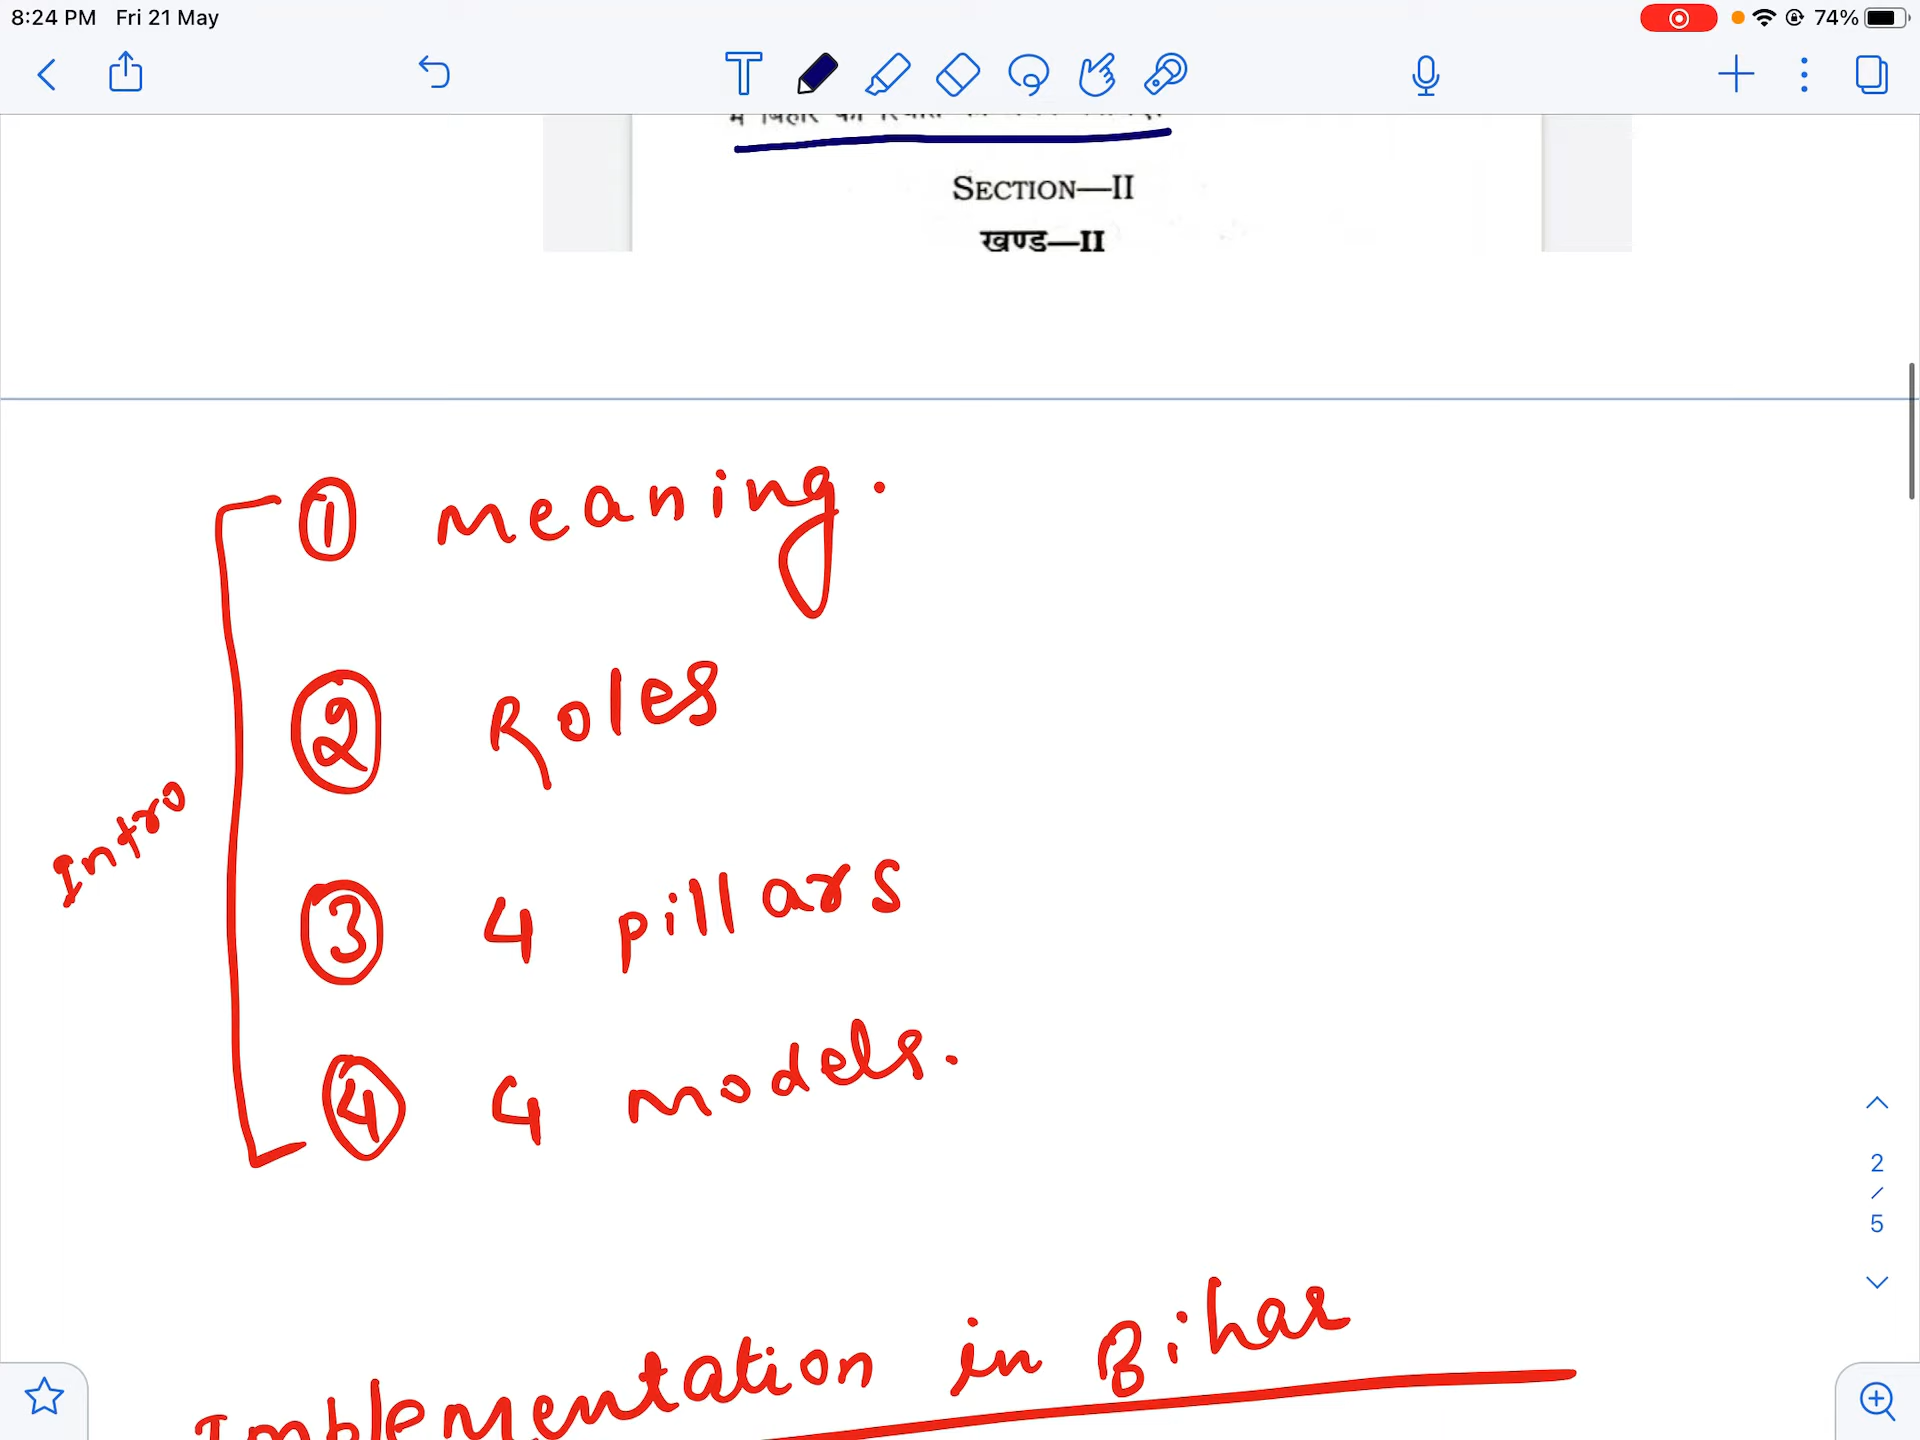 8:24 PM Fri 21 May
74%
में बिहार की स्थिति
SECTION—II
खण्ड—II
① meaning.
② Roles
Intro
③ 4 pillars
④ 4 models.
2
/
5
Implementation in Bihar